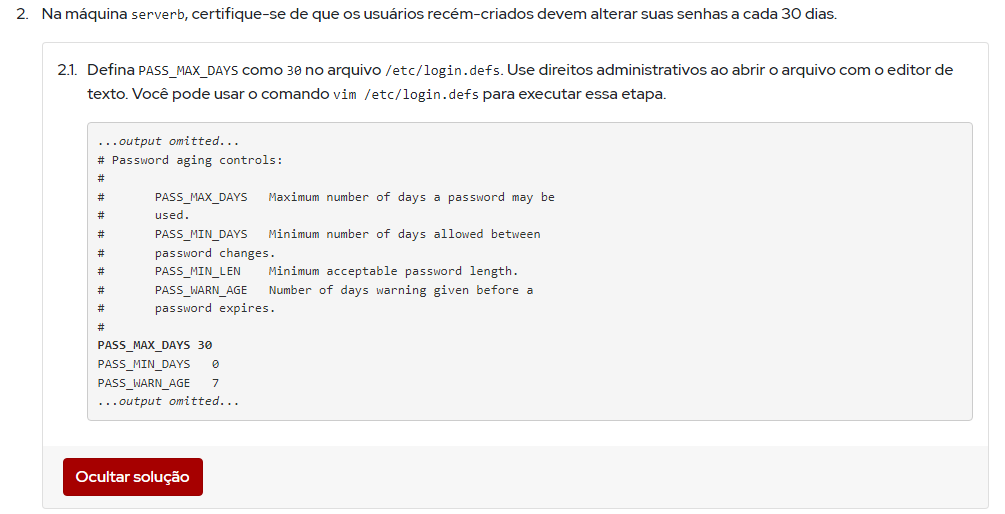 2. Na máquina serverb, certifique-se de que os usuários recém-criados devem alterar suas senhas a cada 30 dias.
2.1. Defina PASS_MAX_DAYS como 30 no arquivo /etc/login.defs. Use direitos administrativos ao abrir o arquivo com o editor de
texto. Você pode usar o comando vim /etc/login.defs para executar essa etapa.
...output omitted...
# Password aging controls:
#
#       PASS_MAX_DAYS   Maximum number of days a password may be
#       used.
#       PASS_MIN_DAYS   Minimum number of days allowed between
#       password changes.
#       PASS_MIN_LEN    Minimum acceptable password length.
#       PASS_WARN_AGE   Number of days warning given before a
#       password expires.
#
PASS_MAX_DAYS 30
PASS_MIN_DAYS   0
PASS_WARN_AGE   7
...output omitted...
Ocultar solução